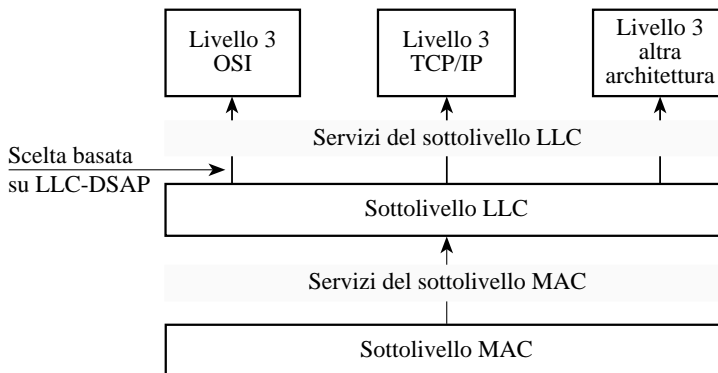 Livello 3
OSI
Livello 3
TCP/IP
Livello 3
altra
architettura
Servizi del sottolivello LLC
Scelta basata
su LLC-DSAP
Sottolivello LLC
Servizi del sottolivello MAC
Sottolivello MAC